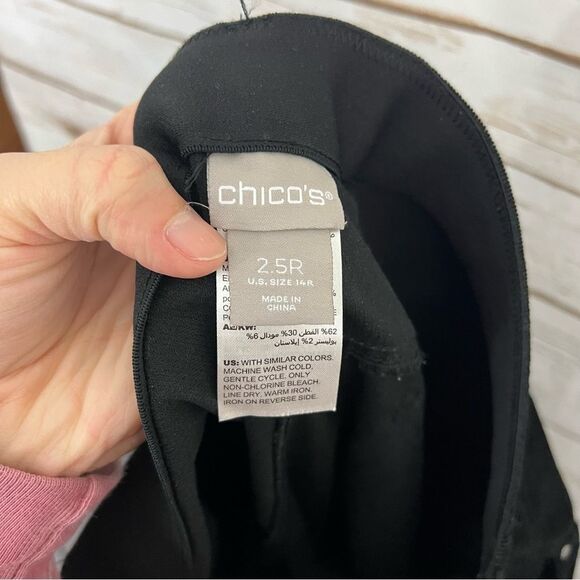 chico's®
2.5R
U.S. SIZE 14R
MADE IN
CHINA
AE/KW:
62% القطن 30% مودال 6%
بوليستر 2% إيلاستان
US: WITH SIMILAR COLORS.
MACHINE WASH COLD,
GENTLE CYCLE. ONLY
NON-CHLORINE BLEACH.
LINE DRY. WARM IRON.
IRON ON REVERSE SIDE.